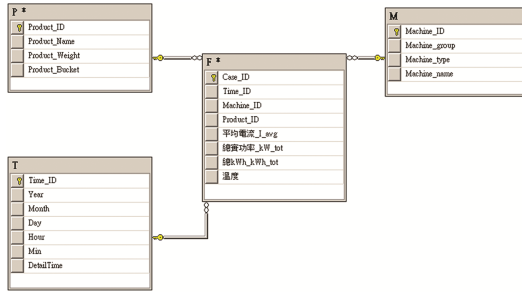 P *
Product_ID
Product_Name
Product_Weight
Product_Bucket
M
Machine_ID
Machine_group
Machine_type
Machine_name
F *
Case_ID
Time_ID
Machine_ID
Product_ID
平均電流_I_avg
總實功率_kW_tot
總kWh_kWh_tot
溫度
T
Time_ID
Year
Month
Day
Hour
Min
DetailTime